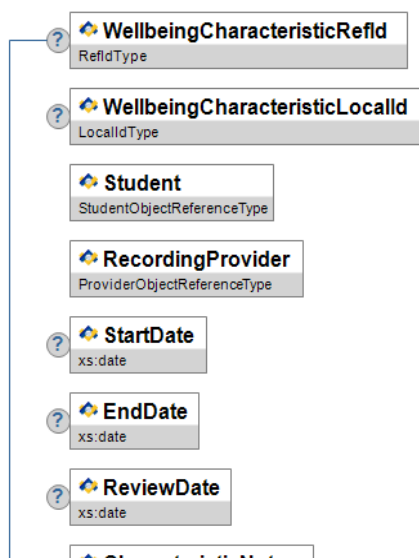 ? WellbeingCharacteristicRefId
RefIdType
? WellbeingCharacteristicLocalId
LocalIdType
Student
StudentObjectReferenceType
RecordingProvider
ProviderObjectReferenceType
? StartDate
xs:date
? EndDate
xs:date
? ReviewDate
xs:date